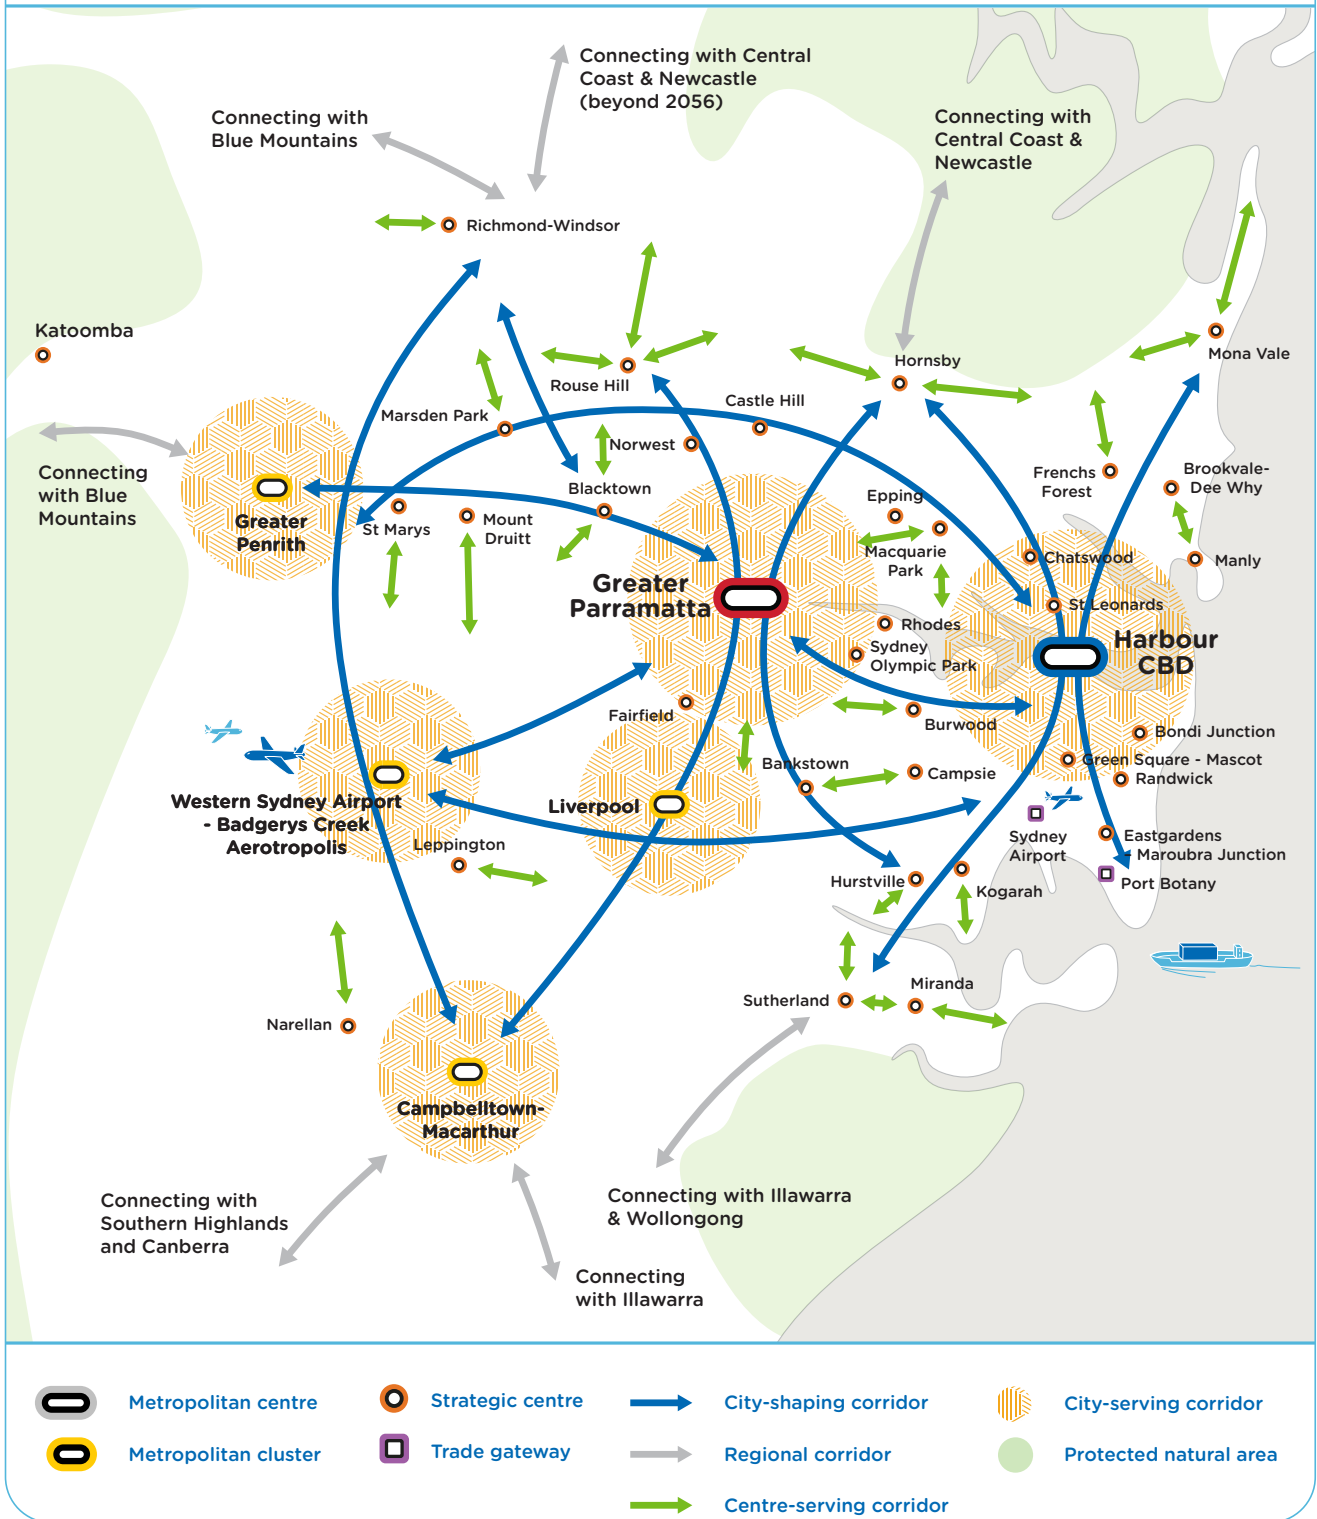 Connecting with Central
Coast & Newcastle
(beyond 2056)
Connecting with
Blue Mountains
Connecting with
Central Coast &
Newcastle
Richmond-Windsor
Katoomba
Mona Vale
Hornsby
Rouse Hill
Castle Hill
Marsden Park
Norwest
Connecting
with Blue
Mountains
Blacktown
Frenchs
Forest
Brookvale-
Dee Why
Greater
Penrith
St Marys
Mount
Druitt
Epping
Macquarie
Park
Chatswood
Manly
Greater
Parramatta
St Leonards
Rhodes
Harbour
CBD
Sydney
Olympic Park
Fairfield
Burwood
Bondi Junction
Green Square - Mascot
Randwick
Bankstown
Campsie
Western Sydney Airport
- Badgerys Creek
Aerotropolis
Liverpool
Leppington
Sydney
Airport
Eastgardens
- Maroubra Junction
Port Botany
Hurstville
Kogarah
Narellan
Sutherland
Miranda
Campbelltown-
Macarthur
Connecting with
Southern Highlands
and Canberra
Connecting with Illawarra
& Wollongong
Connecting
with Illawarra
Metropolitan centre
Strategic centre
City-shaping corridor
City-serving corridor
Metropolitan cluster
Trade gateway
Regional corridor
Protected natural area
Centre-serving corridor